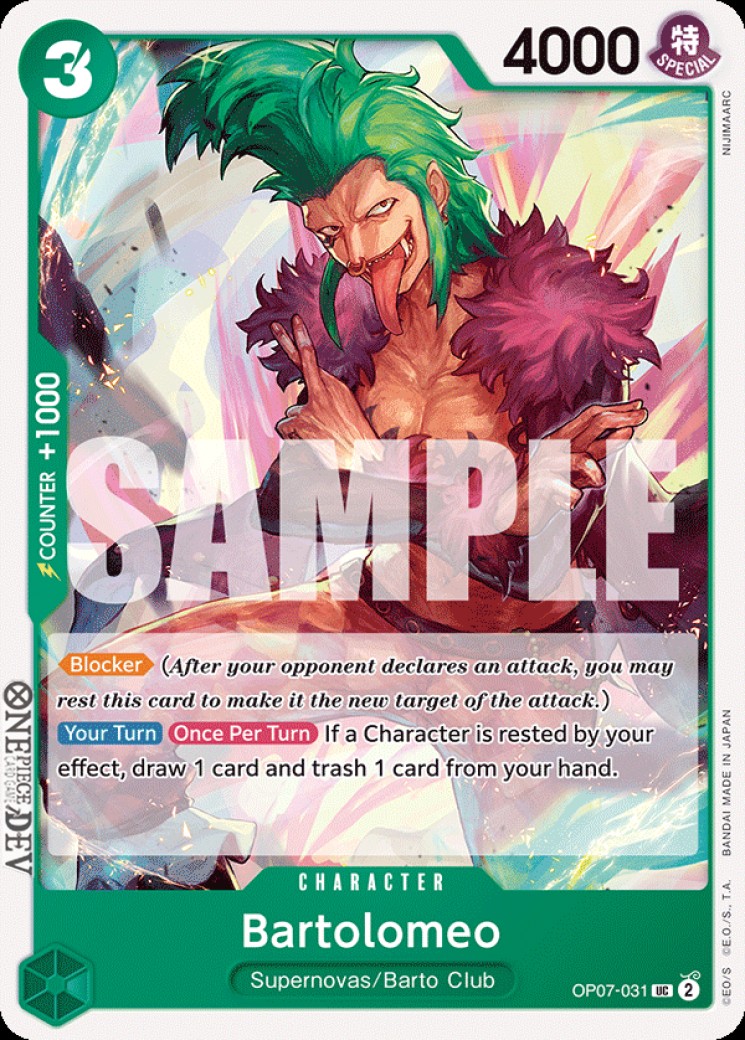 3
4000
特
SPECIAL
NIJIMAARC
COUNTER +1000
SAMPLE
Blocker (After your opponent declares an attack, you may
rest this card to make it the new target of the attack.)
Your Turn Once Per Turn If a Character is rested by your
effect, draw 1 card and trash 1 card from your hand.
ONE PIECE
CARD GAME
/DEV
BANDAI MADE IN JAPAN
©EO/S ©E.O./S., T.A.
CHARACTER
Bartolomeo
Supernovas/Barto Club
OP07-031 UC 2